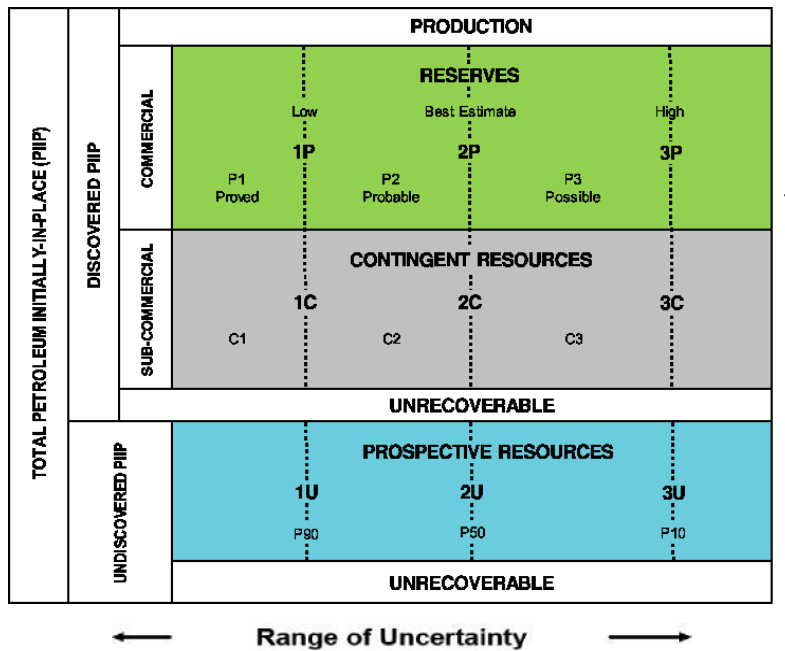 TOTAL PETROLEUM INITIALLY-IN-PLACE (PIIP)
DISCOVERED PIIP
UNDISCOVERED PIIP
COMMERCIAL
SUB-COMMERCIAL
PRODUCTION
RESERVES
Low Best Estimate High
1P 2P 3P
P1 P2 P3
Proved Probable Possible
CONTINGENT RESOURCES
1C 2C 3C
C1 C2 C3
UNRECOVERABLE
PROSPECTIVE RESOURCES
1U 2U 3U
P90 P50 P10
UNRECOVERABLE
Range of Uncertainty